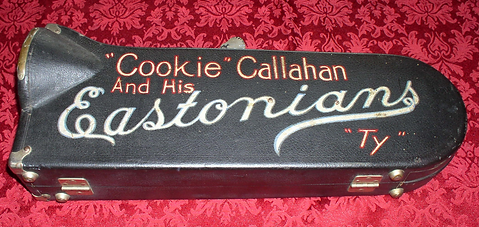 "Cookie" Callahan
And His
Eastonians
"Ty"